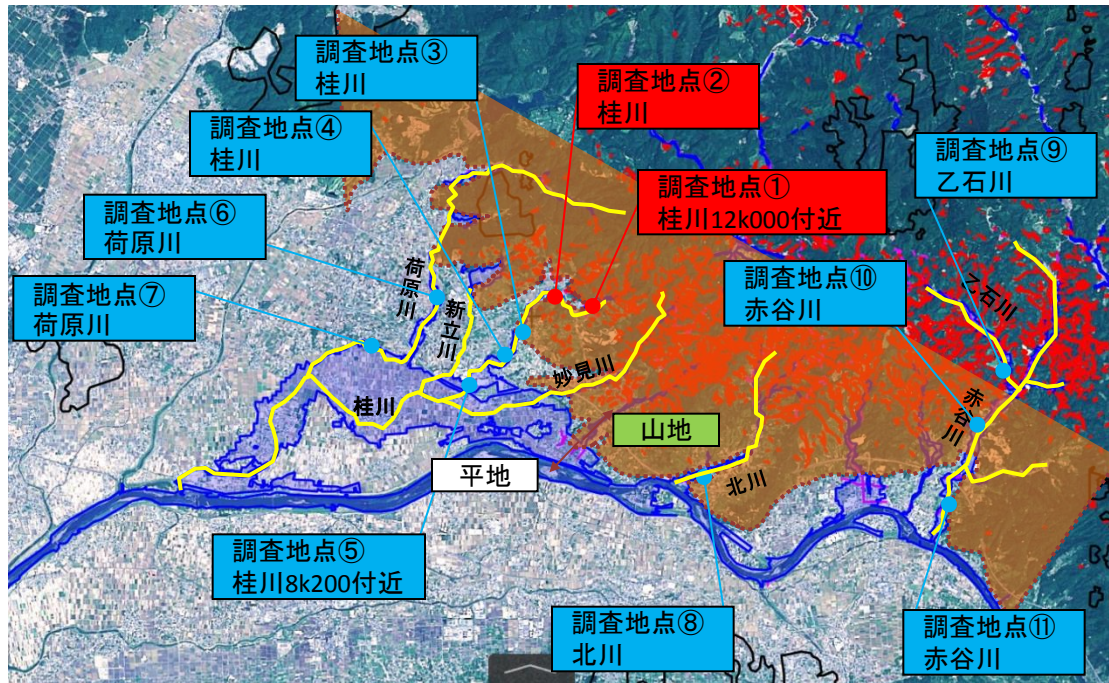 調査地点③
桂川
調査地点②
桂川
調査地点④
桂川
調査地点⑨
乙石川
調査地点①
桂川12k000付近
調査地点⑥
荷原川
調査地点⑩
赤谷川
調査地点⑦
荷原川
荷原川
新立川
乙石川
妙見川
桂川
赤谷川
山地
平地
北川
調査地点⑤
桂川8k200付近
調査地点⑧
北川
調査地点⑪
赤谷川